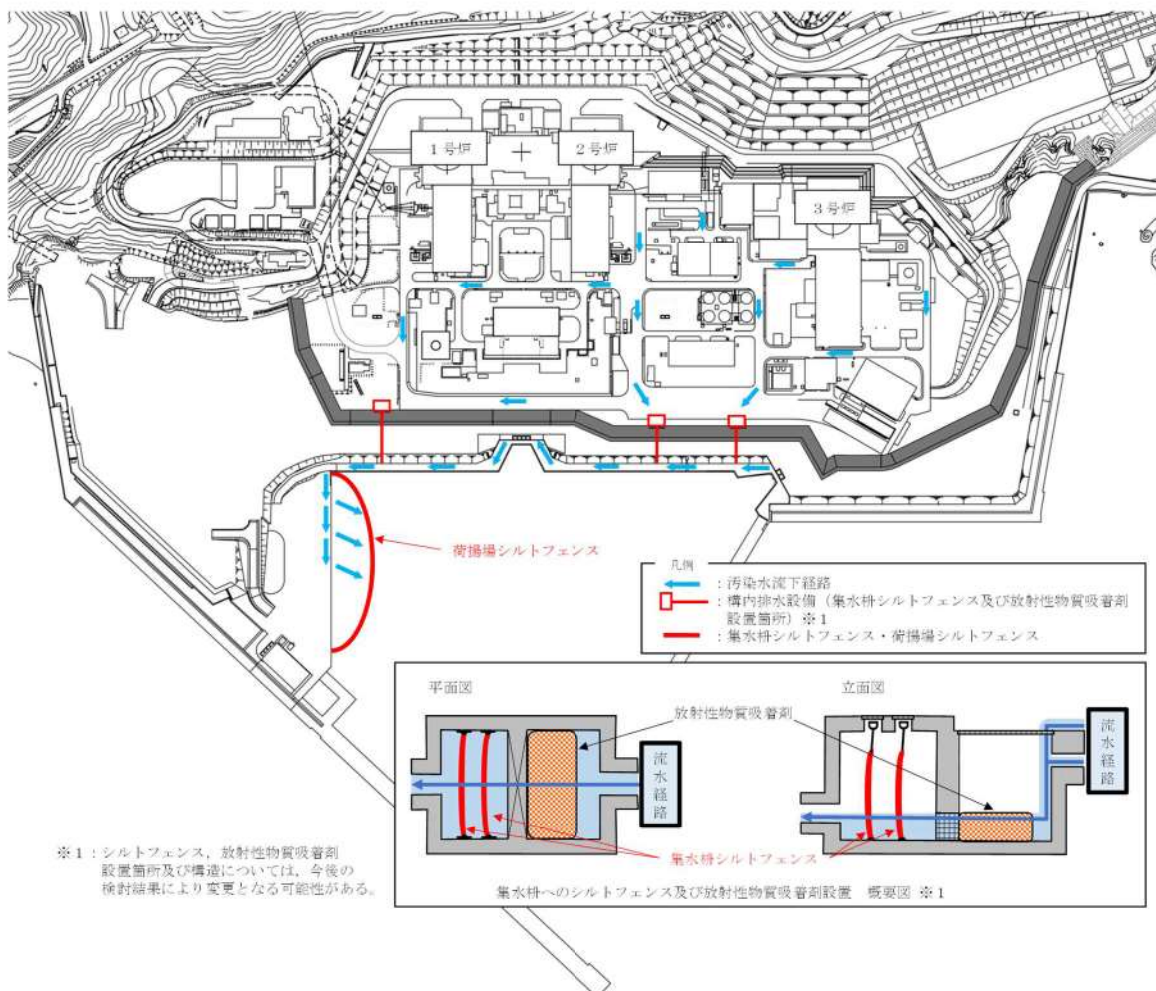 1号炉
2号炉
3号炉
荷揚場シルトフェンス
凡例
：汚染水流下経路
：構内排水設備（集水枡シルトフェンス及び放射性物質吸着剤
設置箇所）※１
：集水枡シルトフェンス・荷揚場シルトフェンス
平面図
立面図
放射性物質吸着剤
流水経路
流水経路
集水枡シルトフェンス
集水枡へのシルトフェンス及び放射性物質吸着剤設置　概要図 ※１
※１：シルトフェンス，放射性物質吸着剤
設置箇所及び構造については，今後の
検討結果により変更となる可能性がある。